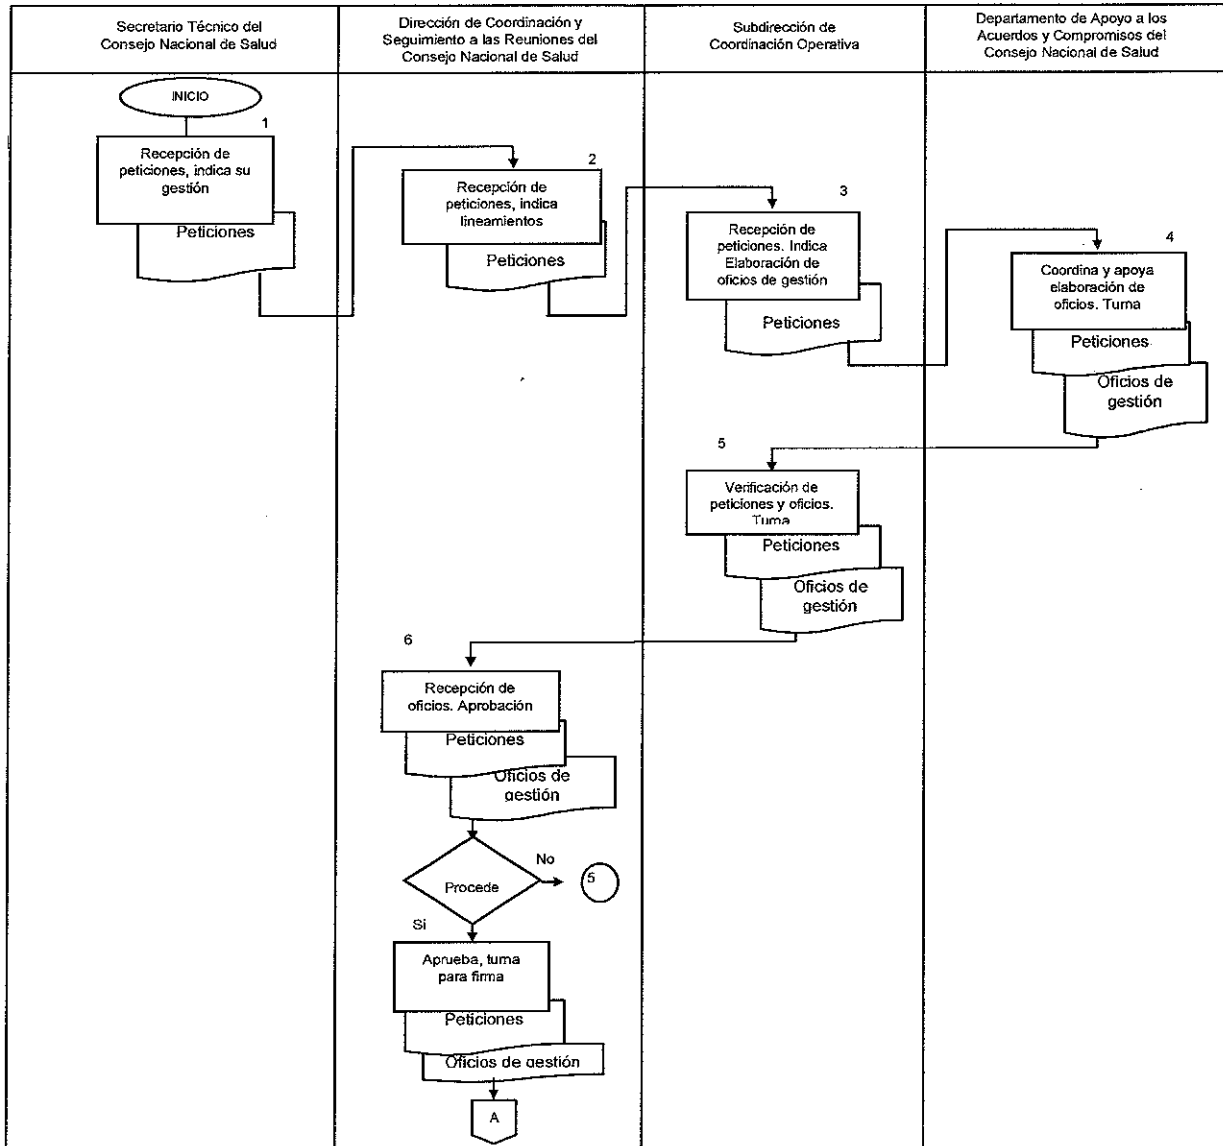 Secretario Técnico del
Consejo Nacional de Salud
Dirección de Coordinación y
Seguimiento a las Reuniones del
Consejo Nacional de Salud
Subdirección de
Coordinación Operativa
Departamento de Apoyo a los
Acuerdos y Compromisos del
Consejo Nacional de Salud
INICIO
1
Recepción de
peticiones, indica su
gestión
Peticiones
2
Recepción de
peticiones, indica
lineamientos
Peticiones
3
Recepción de
peticiones. Indica
Elaboración de
oficios de gestión
Peticiones
4
Coordina y apoya
elaboración de
oficios. Turna
Peticiones
Oficios de
gestión
5
Verificación de
peticiones y oficios.
Turna
Peticiones
Oficios de
gestión
6
Recepción de
oficios. Aprobación
Peticiones
Oficios de
gestión
Procede
No
5
Si
Aprueba, turna
para firma
Peticiones
Oficios de gestión
A